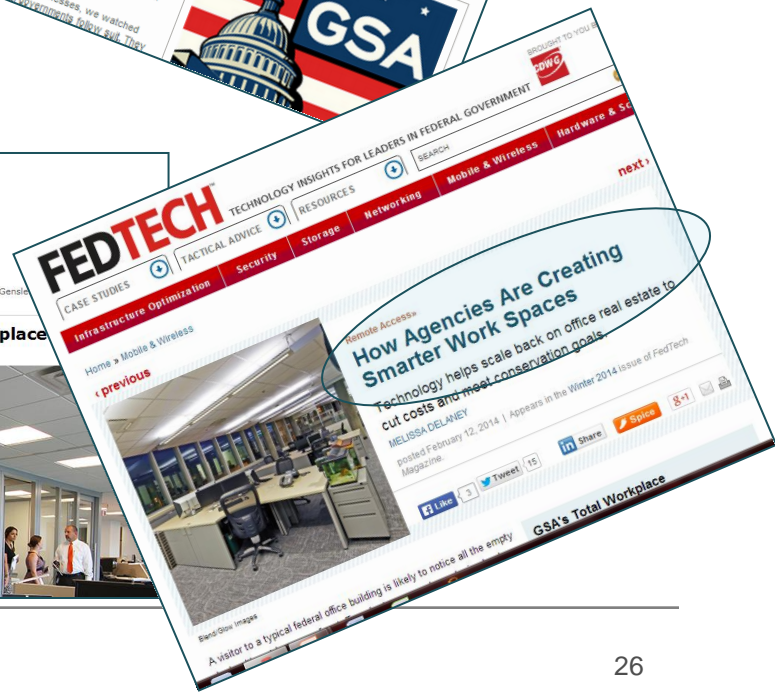 esses, we watched
governments follow suit. They
GSA
BROUGHT TO YOU B
CDWG
FEDTECH
TECHNOLOGY INSIGHTS FOR LEADERS IN FEDERAL GOVERNMENT
CASE STUDIES
TACTICAL ADVICE
RESOURCES
SEARCH
Infrastructure Optimization
Security
Storage
Networking
Mobile & Wireless
Hardware & So
next ›
Home » Mobile & Wireless
‹ previous
Remote Access»
How Agencies Are Creating
Smarter Work Spaces
Technology helps scale back on office real estate to
cut costs and meet conservation goals.
MELISSA DELANEY
posted February 12, 2014 | Appears in the Winter 2014 issue of FedTech
Magazine.
Like 3
Tweet 15
in Share
Spice
g+1
GSA's Total Workplace
Blend/Glow Images
A visitor to a typical federal office building is likely to notice all the empty
Gensle
place
26